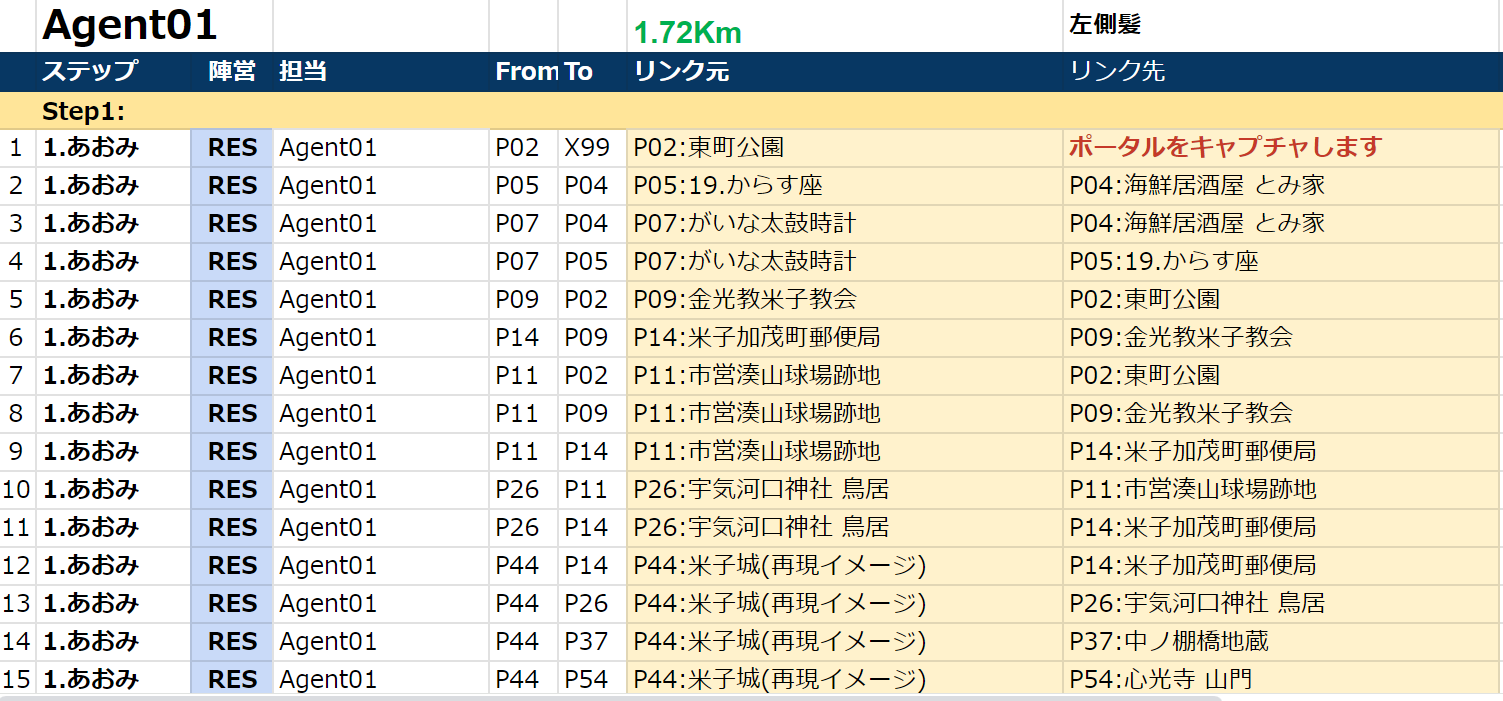 Agent01 1.72Km 左側髪
ステップ 陣営 担当 From To リンク元 リンク先
Step1:
1 1.あおみ RES Agent01 P02 X99 P02:東町公園 ポータルをキャプチャします
2 1.あおみ RES Agent01 P05 P04 P05:19.からす座 P04:海鮮居酒屋 とみ家
3 1.あおみ RES Agent01 P07 P04 P07:がいな太鼓時計 P04:海鮮居酒屋 とみ家
4 1.あおみ RES Agent01 P07 P05 P07:がいな太鼓時計 P05:19.からす座
5 1.あおみ RES Agent01 P09 P02 P09:金光教米子教会 P02:東町公園
6 1.あおみ RES Agent01 P14 P09 P14:米子加茂町郵便局 P09:金光教米子教会
7 1.あおみ RES Agent01 P11 P02 P11:市営湊山球場跡地 P02:東町公園
8 1.あおみ RES Agent01 P11 P09 P11:市営湊山球場跡地 P09:金光教米子教会
9 1.あおみ RES Agent01 P11 P14 P11:市営湊山球場跡地 P14:米子加茂町郵便局
10 1.あおみ RES Agent01 P26 P11 P26:宇気河口神社 鳥居 P11:市営湊山球場跡地
11 1.あおみ RES Agent01 P26 P14 P26:宇気河口神社 鳥居 P14:米子加茂町郵便局
12 1.あおみ RES Agent01 P44 P14 P44:米子城(再現イメージ) P14:米子加茂町郵便局
13 1.あおみ RES Agent01 P44 P26 P44:米子城(再現イメージ) P26:宇気河口神社 鳥居
14 1.あおみ RES Agent01 P44 P37 P44:米子城(再現イメージ) P37:中ノ棚橋地蔵
15 1.あおみ RES Agent01 P44 P54 P44:米子城(再現イメージ) P54:心光寺 山門